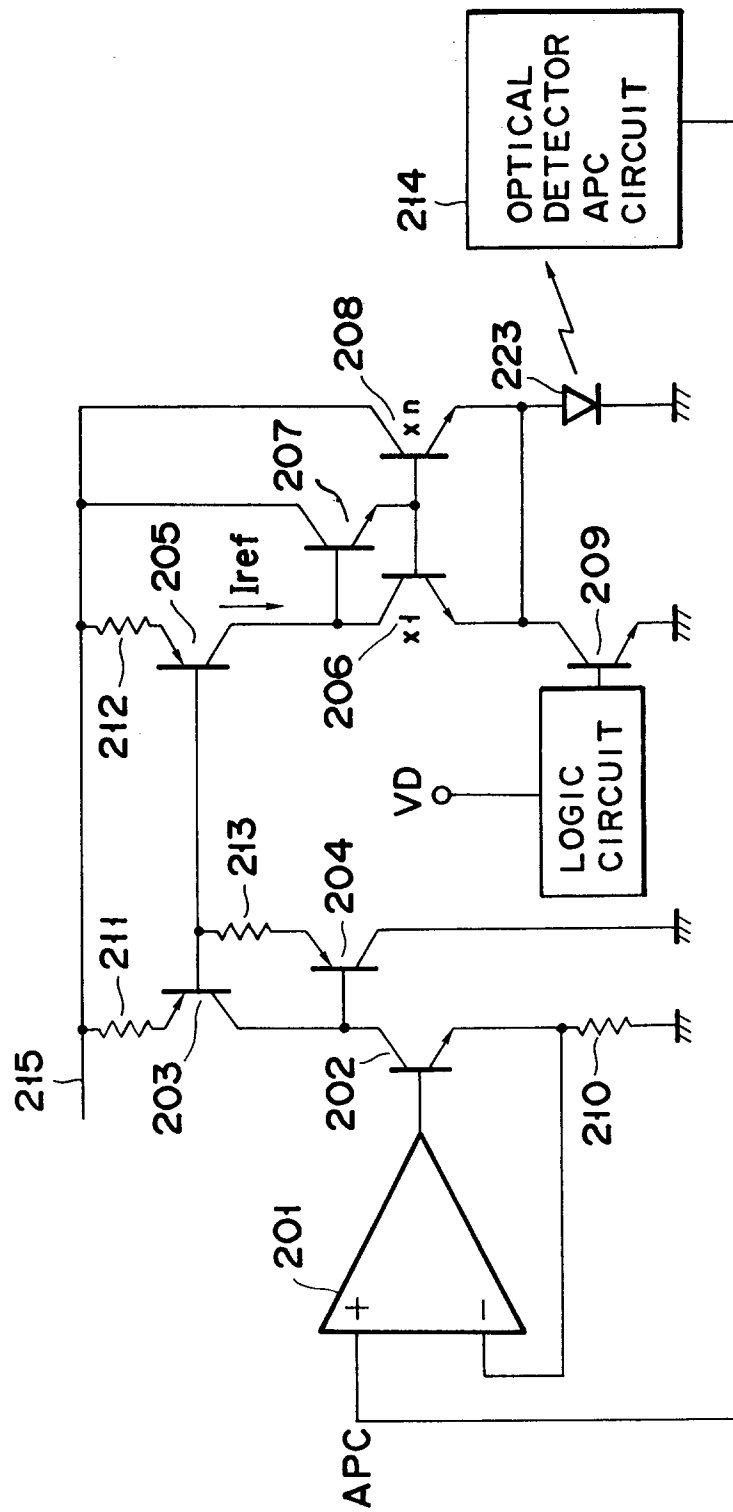 215
211
212
205
203
213
Iref
207
208
xn
x1
206
204
202
201
+
−
APC
210
VD
LOGIC
CIRCUIT
209
223
214
OPTICAL
DETECTOR
APC
CIRCUIT